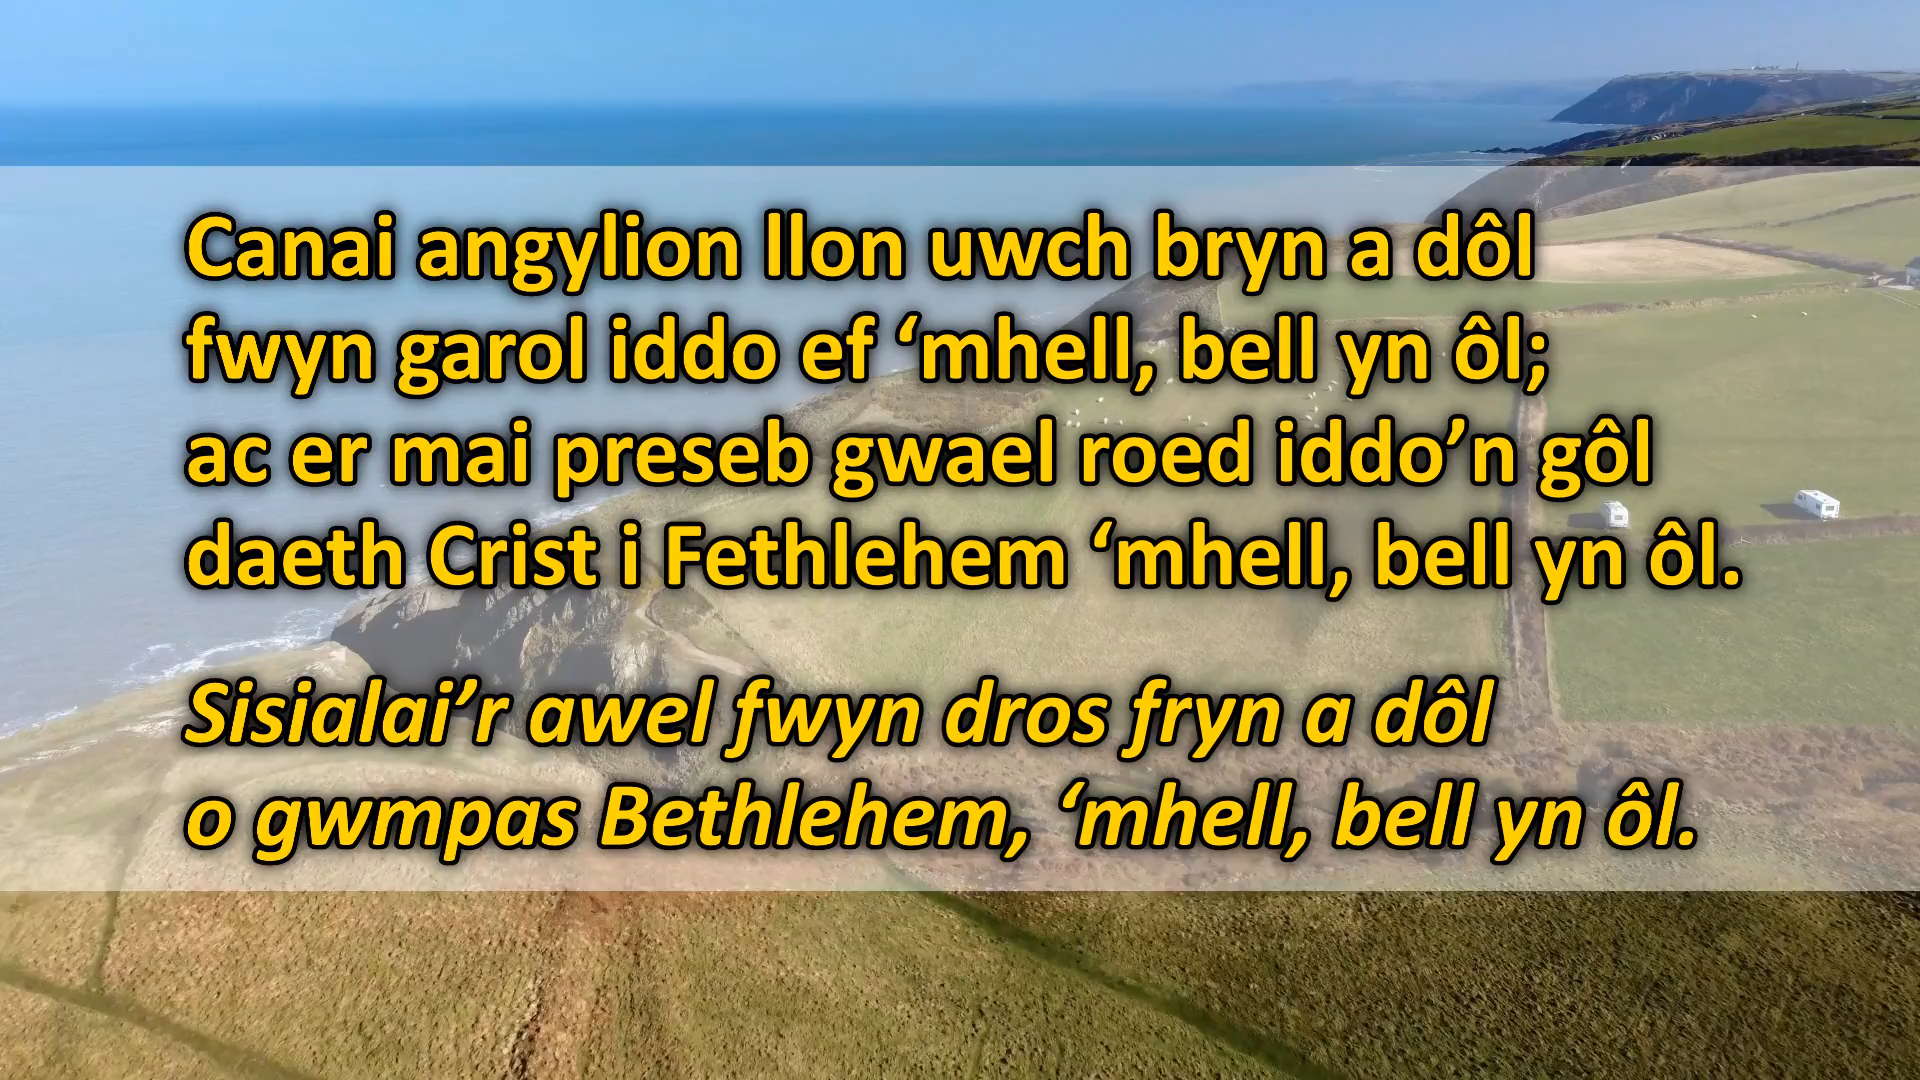 Canai angylion llon uwch bryn a dôl
fwyn garol iddo ef ‘mhell, bell yn ôl;
ac er mai preseb gwael roed iddo’n gôl
daeth Crist i Fethlehem ‘mhell, bell yn ôl.
Sisialai’r awel fwyn dros fryn a dôl
o gwmpas Bethlehem, ‘mhell, bell yn ôl.